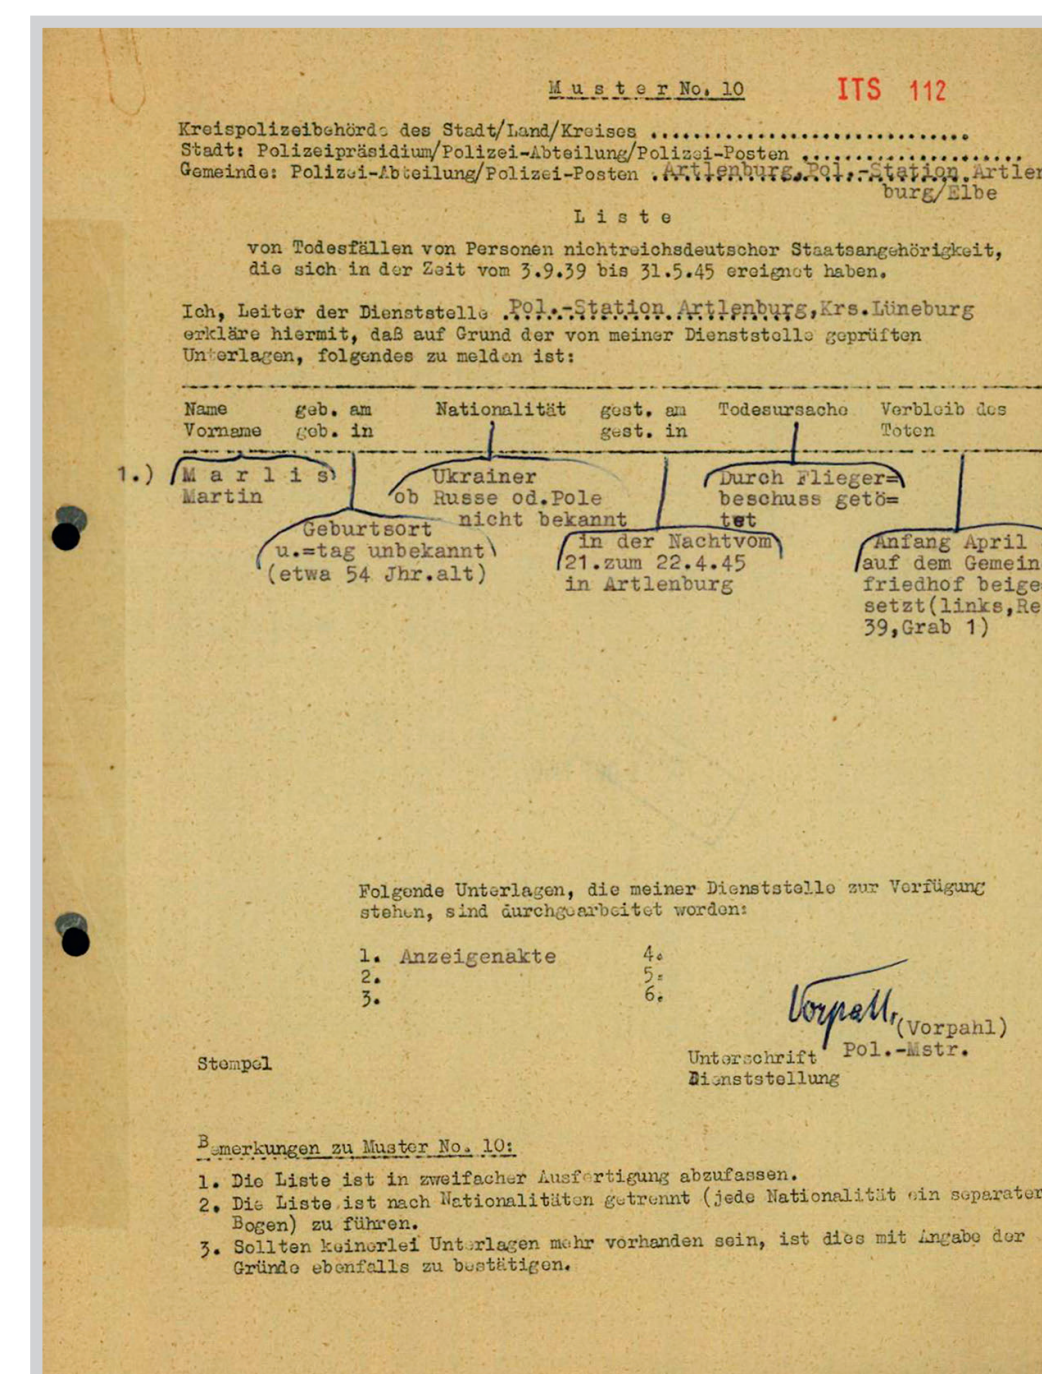 Muster No. 10
ITS 112
Kreispolizeibehörde des Stadt/Land/Kreises ..............................
Stadt: Polizeipräsidium/Polizei-Abteilung/Polizei-Posten ......................
Gemeinde: Polizei-Abteilung/Polizei-Posten .Artlenburg,Pol.-Station.Artlen
burg/Elbe
Liste
von Todesfällen von Personen nichtreichsdeutscher Staatsangehörigkeit,
die sich in der Zeit vom 3.9.39 bis 31.5.45 ereignet haben.
Ich, Leiter der Dienststelle .Pol.-Station Artlenburg,Krs.Lüneburg
erkläre hiermit, daß auf Grund der von meiner Dienststelle geprüften
Unterlagen, folgendes zu melden ist:
Name geb. am Nationalität gest. am Todesursache Verbleib des
Vorname geb. in gest. in Toten
1.) Marlis Ukrainer Durch Flieger=
Martin ob Russe od.Pole beschuss getö=
nicht bekannt tet
Geburtsort in der Nachtvom Anfang April
u.=tag unbekannt 21.zum 22.4.45 auf dem Gemein
(etwa 54 Jhr.alt) in Artlenburg friedhof beige
setzt(links,Re
39,Grab 1)
Folgende Unterlagen, die meiner Dienststelle zur Verfügung
stehen, sind durchgearbeitet worden:
1. Anzeigenakte 4.
2. 5.
3. 6.
Vorpahl, (Vorpahl)
Stempel Unterschrift Pol.-Mstr.
Dienststellung
Bemerkungen zu Muster No. 10:
1. Die Liste ist in zweifacher Ausfertigung abzufassen.
2. Die Liste ist nach Nationalitäten getrennt (jede Nationalität ein separater
Bogen) zu führen.
3. Sollten keinerlei Unterlagen mehr vorhanden sein, ist dies mit Angabe der
Gründe ebenfalls zu bestätigen.